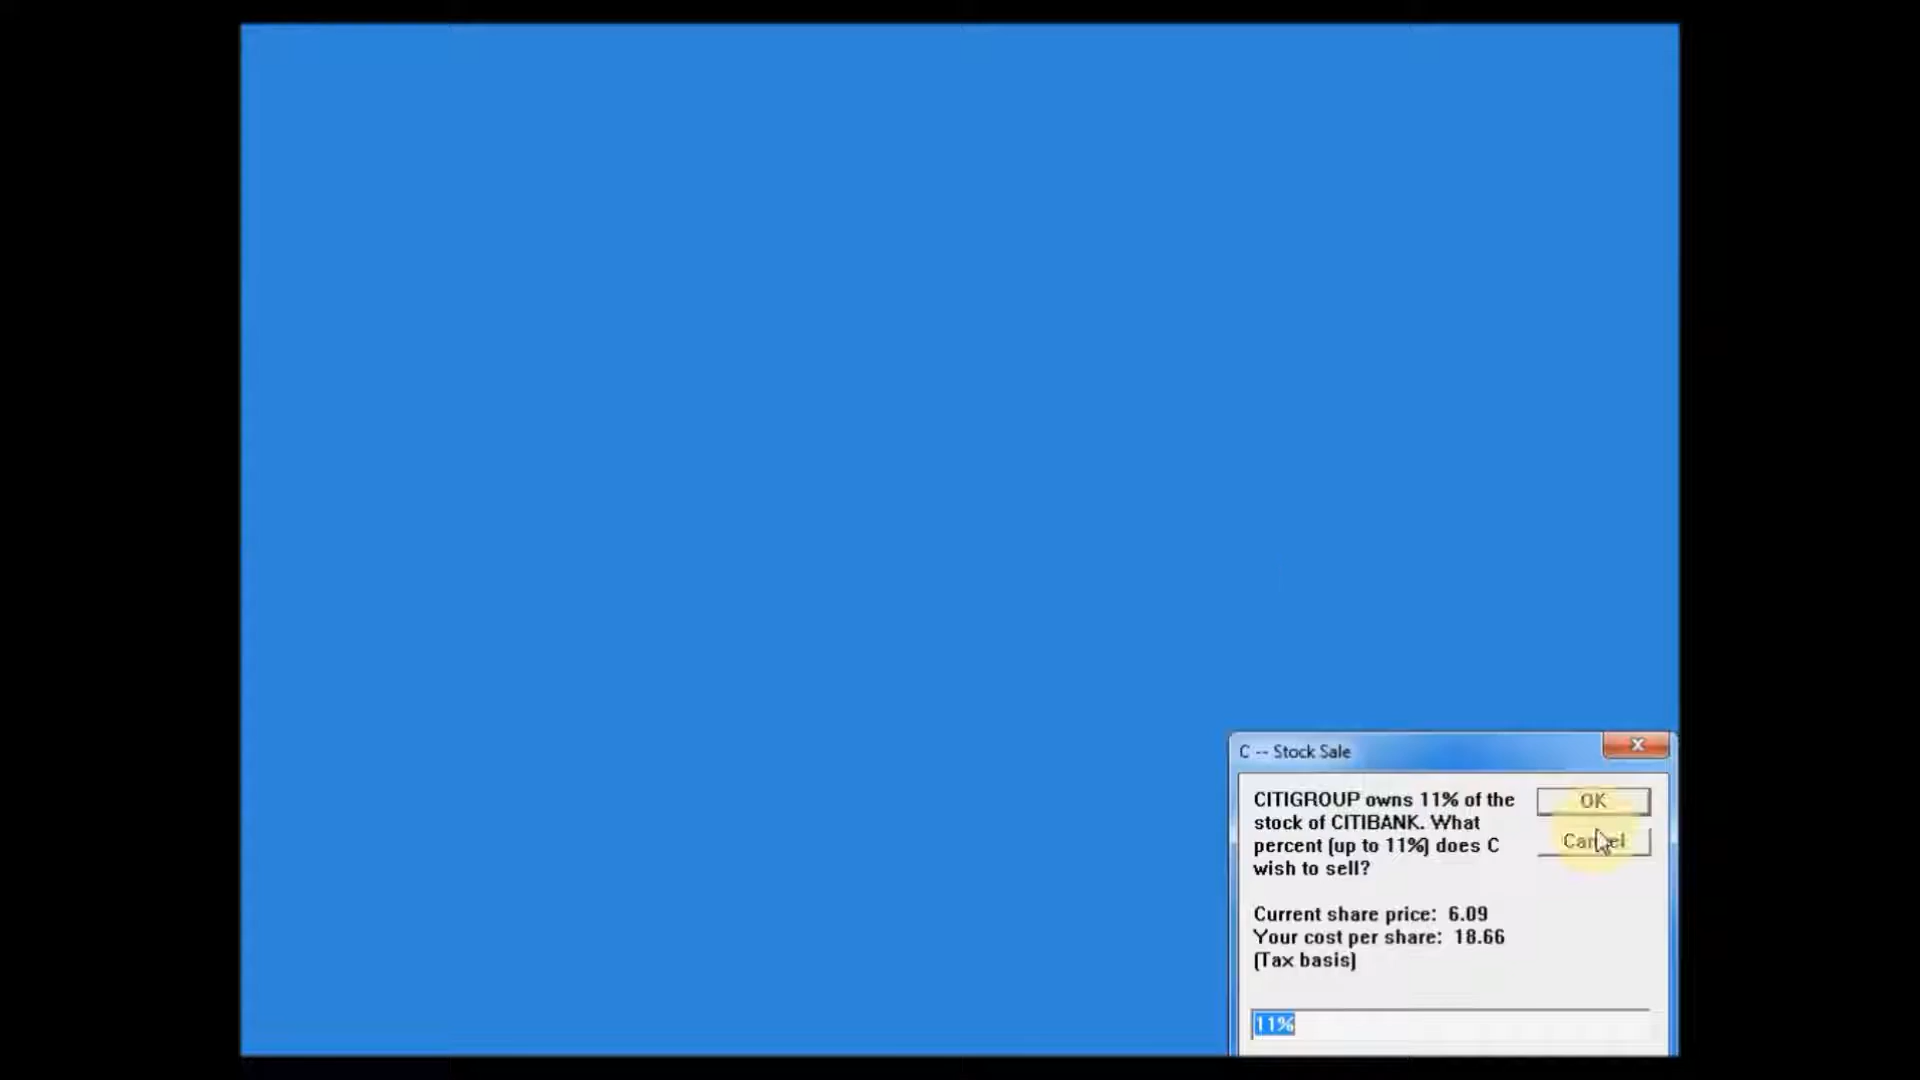 C -- Stock Sale
CITIGROUP owns 11% of the
stock of CITIBANK. What
percent (up to 11%) does C
wish to sell?
OK
Cancel
Current share price: 6.09
Your cost per share: 18.66
(Tax basis)
11%